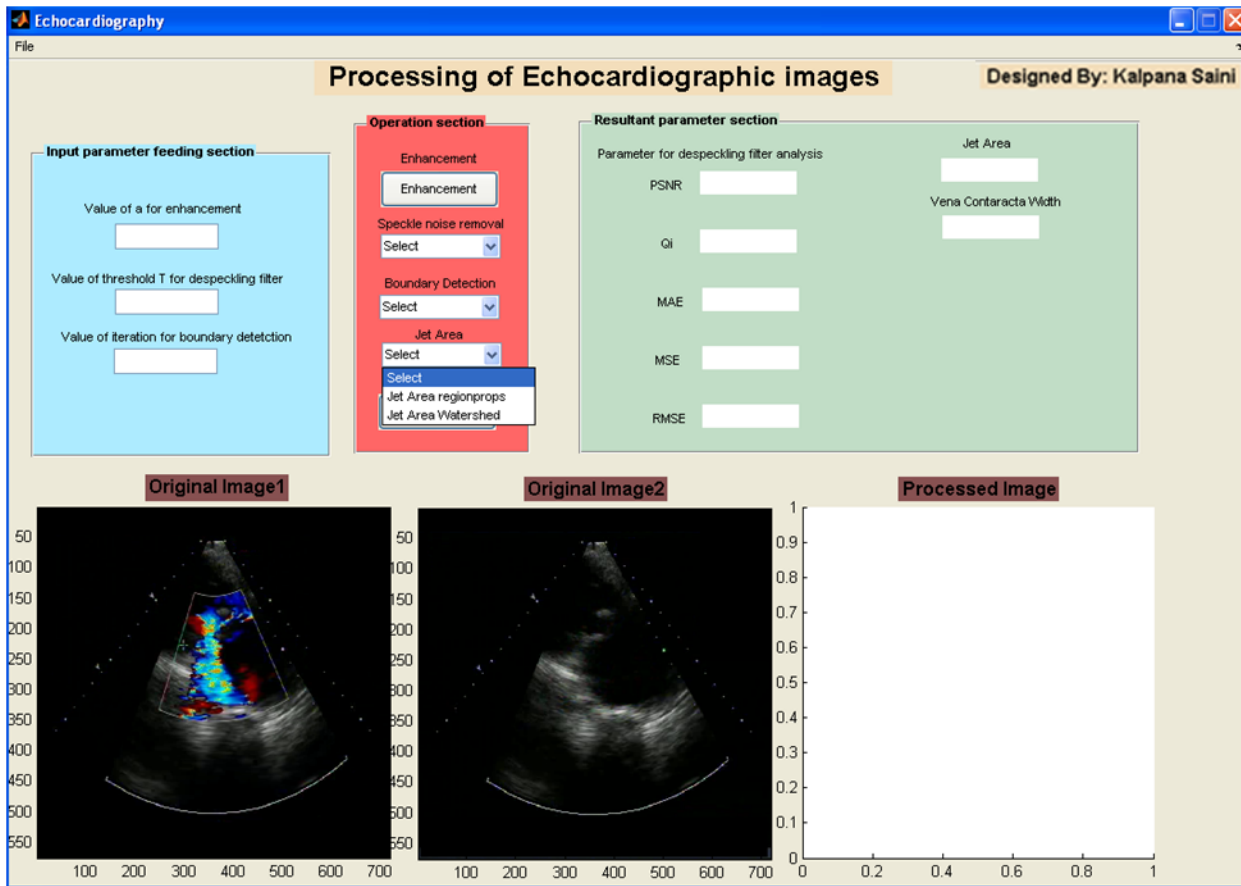 Echocardiography
File
Processing of Echocardiographic images
Designed By: Kalpana Saini
Input parameter feeding section
Value of a for enhancement
Value of threshold T for despeckling filter
Value of iteration for boundary detetction
Operation section
Enhancement
Enhancement
Speckle noise removal
Select
Boundary Detection
Select
Jet Area
Select
Select
Jet Area regionprops
Jet Area Watershed
Resultant parameter section
Parameter for despeckling filter analysis
PSNR
Qi
MAE
MSE
RMSE
Jet Area
Vena Contaracta Width
Original Image1
50
100
150
200
250
300
350
400
450
500
550
100 200 300 400 500 600 700
Original Image2
50
100
150
200
250
300
350
400
450
500
550
100 200 300 400 500 600 700
Processed Image
1
0.9
0.8
0.7
0.6
0.5
0.4
0.3
0.2
0.1
0
0 0.2 0.4 0.6 0.8 1